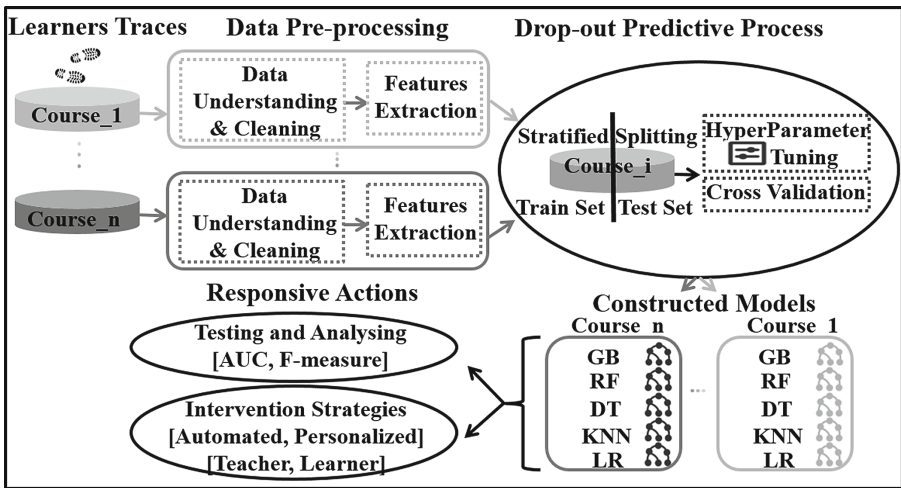 Learners Traces
Data Pre-processing
Drop-out Predictive Process
Course_1
Data
Understanding
& Cleaning
Features
Extraction
Course_n
Data
Understanding
& Cleaning
Features
Extraction
Stratified Splitting
Course_i
Train Set Test Set
HyperParameter
Tuning
Cross Validation
Responsive Actions
Testing and Analysing
[AUC, F-measure]
Intervention Strategies
[Automated, Personalized]
[Teacher, Learner]
Constructed Models
Course_n
GB
RF
DT
KNN
LR
Course_1
GB
RF
DT
KNN
LR